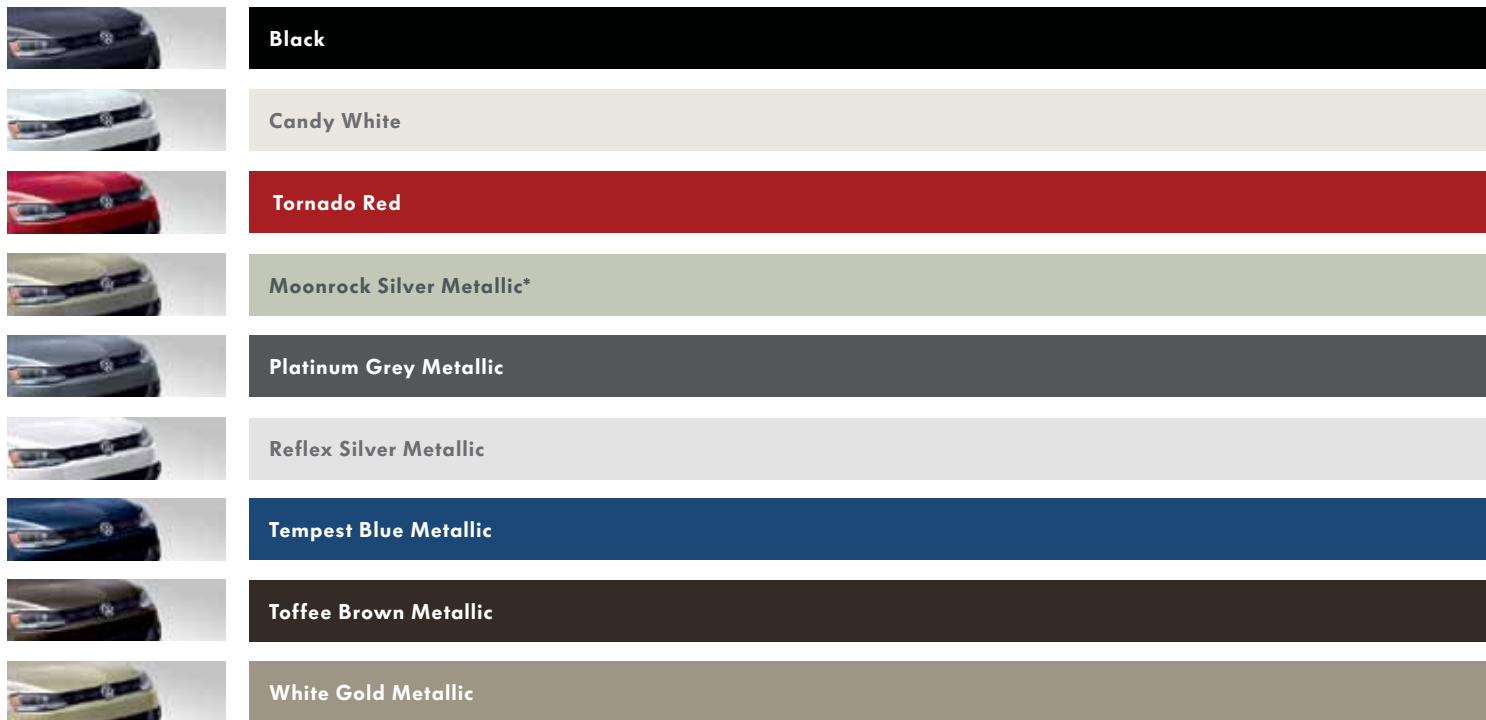 Black
Candy White
Tornado Red
Moonrock Silver Metallic*
Platinum Grey Metallic
Reflex Silver Metallic
Tempest Blue Metallic
Toffee Brown Metallic
White Gold Metallic